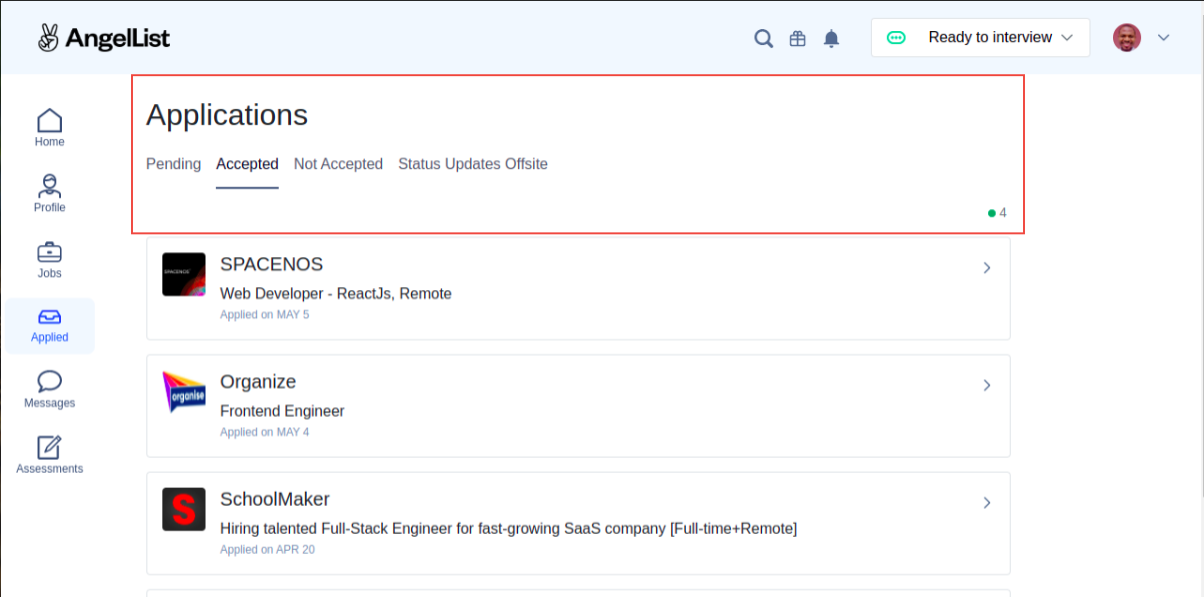 AngelList
Ready to interview
Home
Profile
Jobs
Applied
Messages
Assessments
Applications
Pending Accepted Not Accepted Status Updates Offsite
4
SPACENOS
SPACENOS
Web Developer - ReactJs, Remote
Applied on MAY 5
organise
Organize
Frontend Engineer
Applied on MAY 4
S
SchoolMaker
Hiring talented Full-Stack Engineer for fast-growing SaaS company [Full-time+Remote]
Applied on APR 20